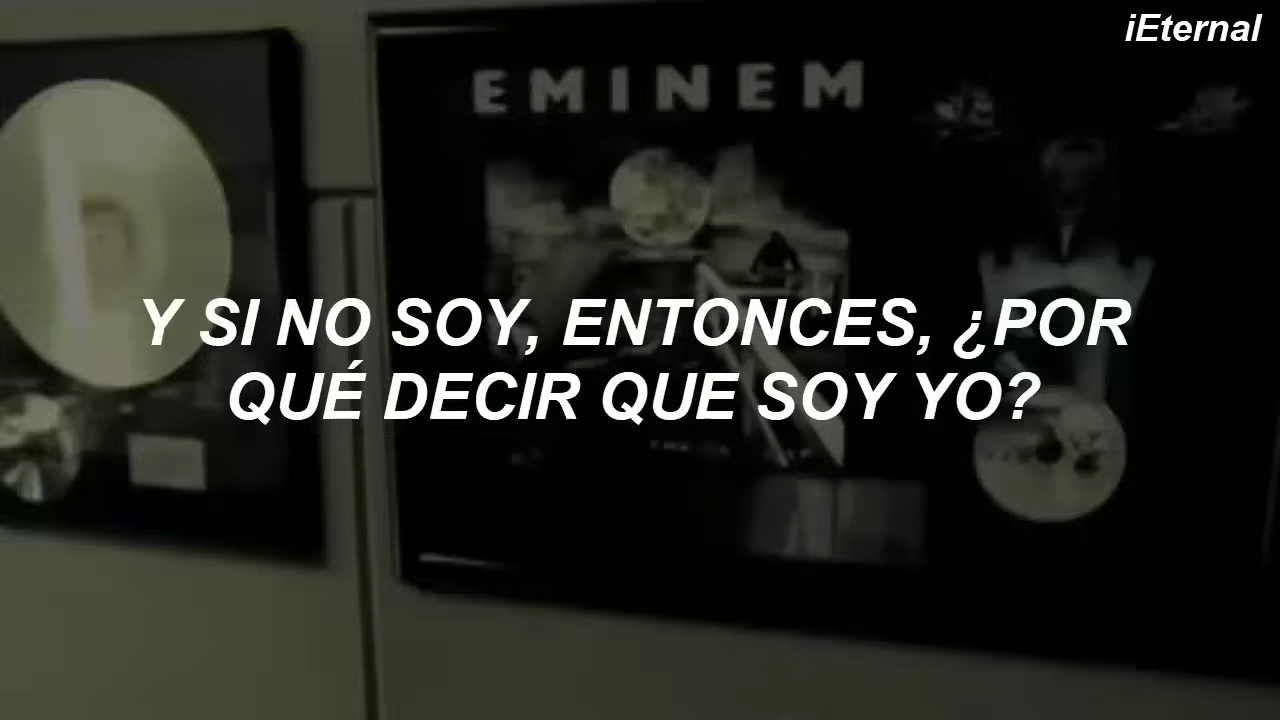 iEternal
EMINEM
Y SI NO SOY, ENTONCES, ¿POR
QUÉ DECIR QUE SOY YO?